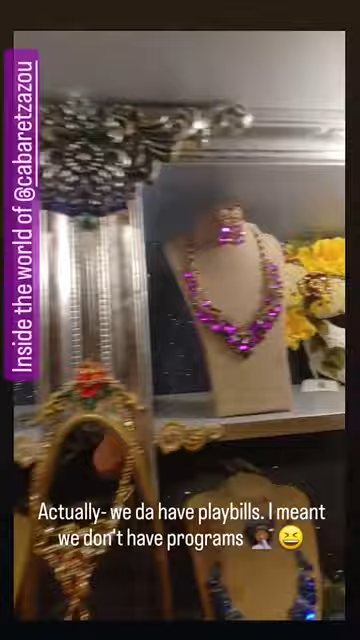 Inside the world of @cabaretzazou
Actually- we da have playbills. I meant
we don't have programs 🤦🏾‍♀️😆